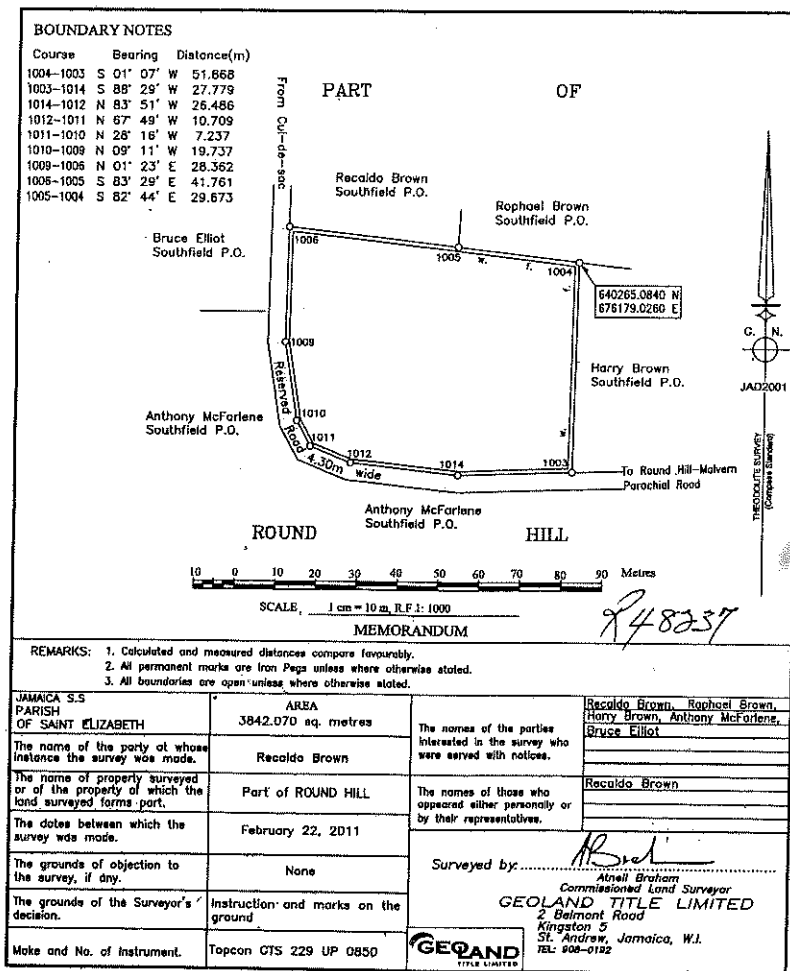 BOUNDARY NOTES
Course Bearing Distance(m)
1004-1003 S 01° 07' W 51.668
1003-1014 S 88° 29' W 27.779
1014-1012 N 83° 51' W 26.486
1012-1011 N 67° 49' W 10.709
1011-1010 N 28° 16' W 7.237
1010-1009 N 09° 11' W 19.737
1009-1006 N 01° 23' E 28.362
1006-1005 S 83° 29' E 41.761
1005-1004 S 82° 44' E 29.673
From Cul-de-sac
PART OF
Recaldo Brown
Southfield P.O.
Raphael Brown
Southfield P.O.
Bruce Elliot
Southfield P.O.
1006
1005
w. f.
1004
f.
640265.0840 N
676179.0260 E
G. N.
JAD2001
THEODOLITE SURVEY
(Compass Standard)
1009
Harry Brown
Southfield P.O.
Anthony McFarlene
Southfield P.O.
Reserved Road 4.30m wide
1010
1011
1012
1014
w.
1003
To Round Hill-Malvern
Parochial Road
Anthony McFarlene
Southfield P.O.
ROUND HILL
10 0 10 20 30 40 50 60 70 80 90 Metres
SCALE, 1 cm = 10 m, R.F.1: 1000
R48237
MEMORANDUM
REMARKS: 1. Calculated and measured distances compare favourably.
2. All permanent marks are Iron Pegs unless where otherwise stated.
3. All boundaries are open unless where otherwise stated.
JAMAICA S.S
PARISH
OF SAINT ELIZABETH
AREA
3842.070 sq. metres
The name of the party at whose
instance the survey was made.
Recaldo Brown
The name of property surveyed
or of the property of which the
land surveyed forms part.
Part of ROUND HILL
The dates between which the
survey was made.
February 22, 2011
The grounds of objection to
the survey, if any.
None
The grounds of the Surveyor's
decision.
Instruction and marks on the
ground
Make and No. of Instrument.
Topcon GTS 229 UP 0850
The names of the parties
interested in the survey who
were served with notices.
Recaldo Brown, Raphael Brown,
Harry Brown, Anthony McFarlene,
Bruce Elliot
The names of those who
appeared either personally or
by their representatives.
Recaldo Brown
Surveyed by:
Atnell Braham
Commissioned Land Surveyor
GEOLAND TITLE LIMITED
2 Belmont Road
Kingston 5
St. Andrew, Jamaica, W.I.
TEL: 908-0192
GEOLAND
TITLE LIMITED